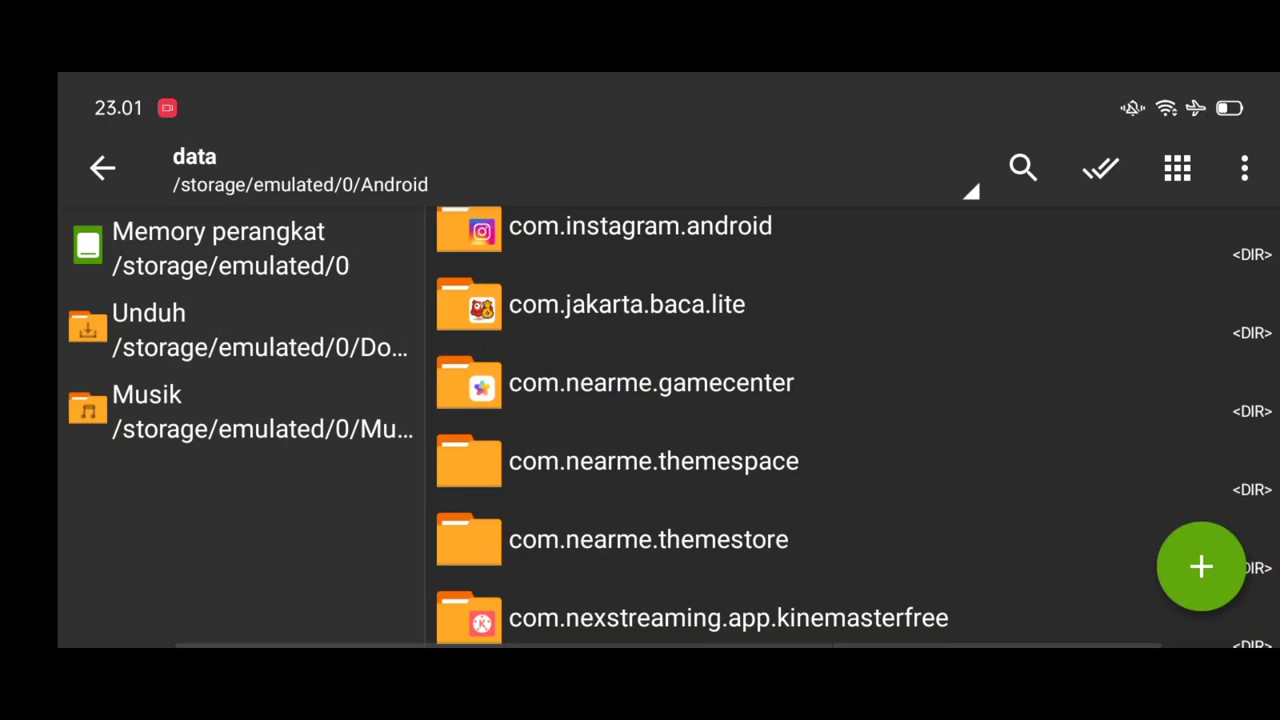 23.01
data
/storage/emulated/0/Android
Memory perangkat
/storage/emulated/0
Unduh
/storage/emulated/0/Do...
Musik
/storage/emulated/0/Mu...
com.instagram.android
<DIR>
com.jakarta.baca.lite
<DIR>
com.nearme.gamecenter
<DIR>
com.nearme.themespace
<DIR>
com.nearme.themestore
DIR>
com.nexstreaming.app.kinemasterfree
<DIR>